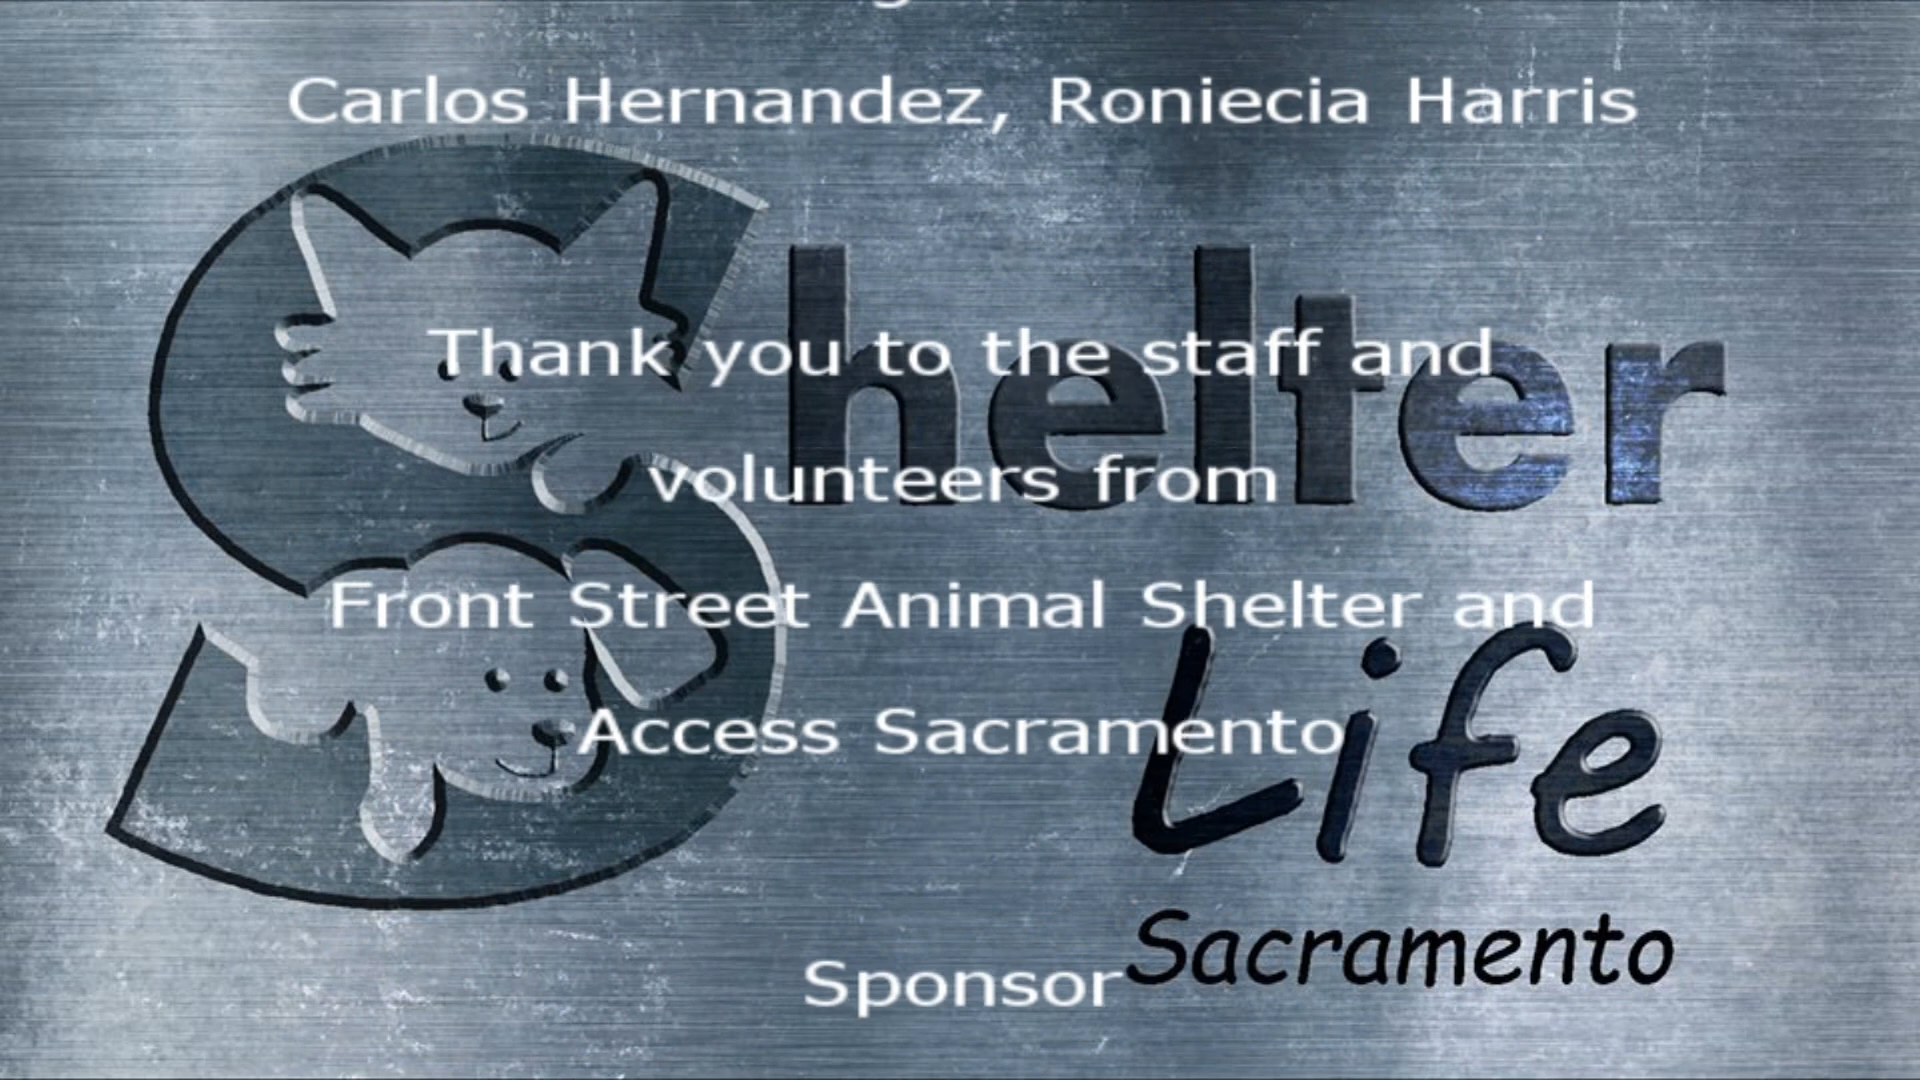 Carlos Hernandez, Roniecia Harris
Thank you to the staff and
volunteers from
Front Street Animal Shelter and
Access Sacramento
Sponsor
Shelter
Life
Sacramento